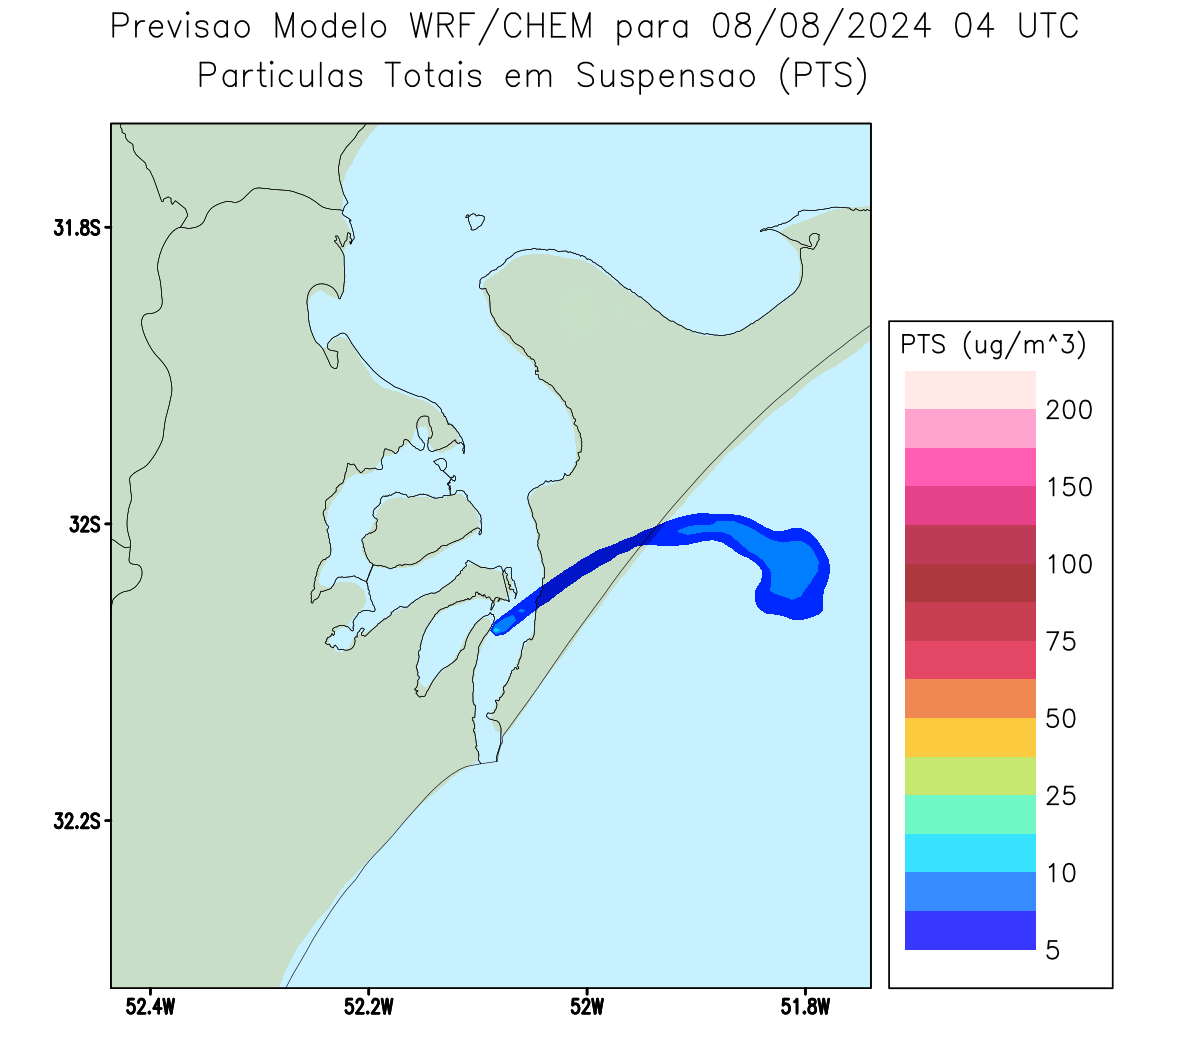 Previsao Modelo WRF/CHEM para 08/08/2024 04 UTC
Particulas Totais em Suspensao (PTS)
31.8S
32S
32.2S
52.4W
52.2W
52W
51.8W
PTS (ug/m^3)
200
150
100
75
50
25
10
5